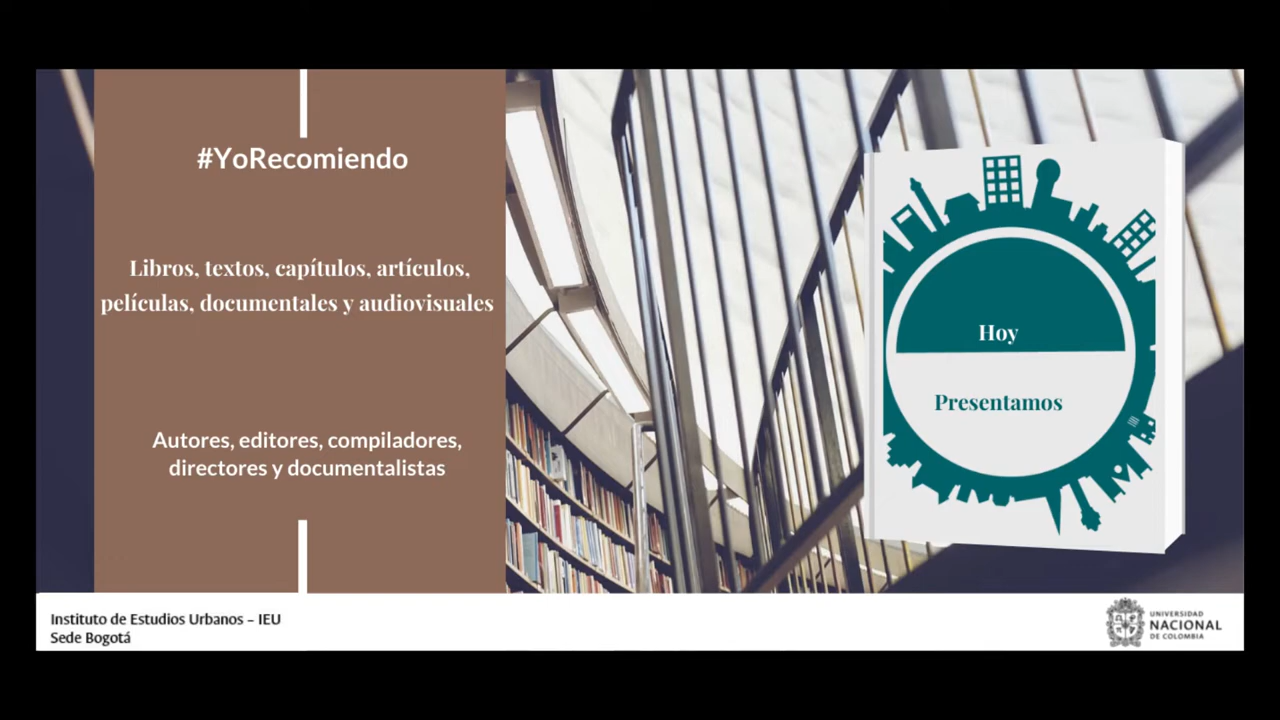 #YoRecomiendo
Libros, textos, capítulos, artículos,
películas, documentales y audiovisuales
Autores, editores, compiladores,
directores y documentalistas
Hoy
Presentamos
Instituto de Estudios Urbanos – IEU
Sede Bogotá
UNIVERSIDAD
NACIONAL
DE COLOMBIA